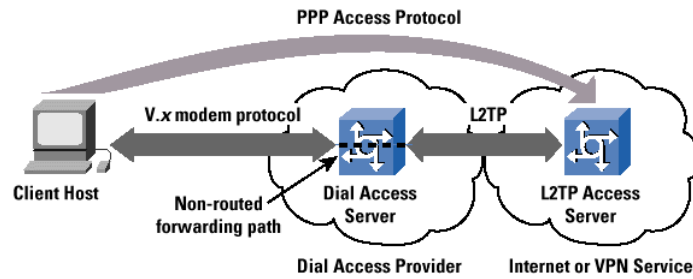 PPP Access Protocol
V.x modem protocol
L2TP
Client Host
Non-routed
forwarding path
Dial Access
Server
L2TP Access
Server
Dial Access Provider
Internet or VPN Service